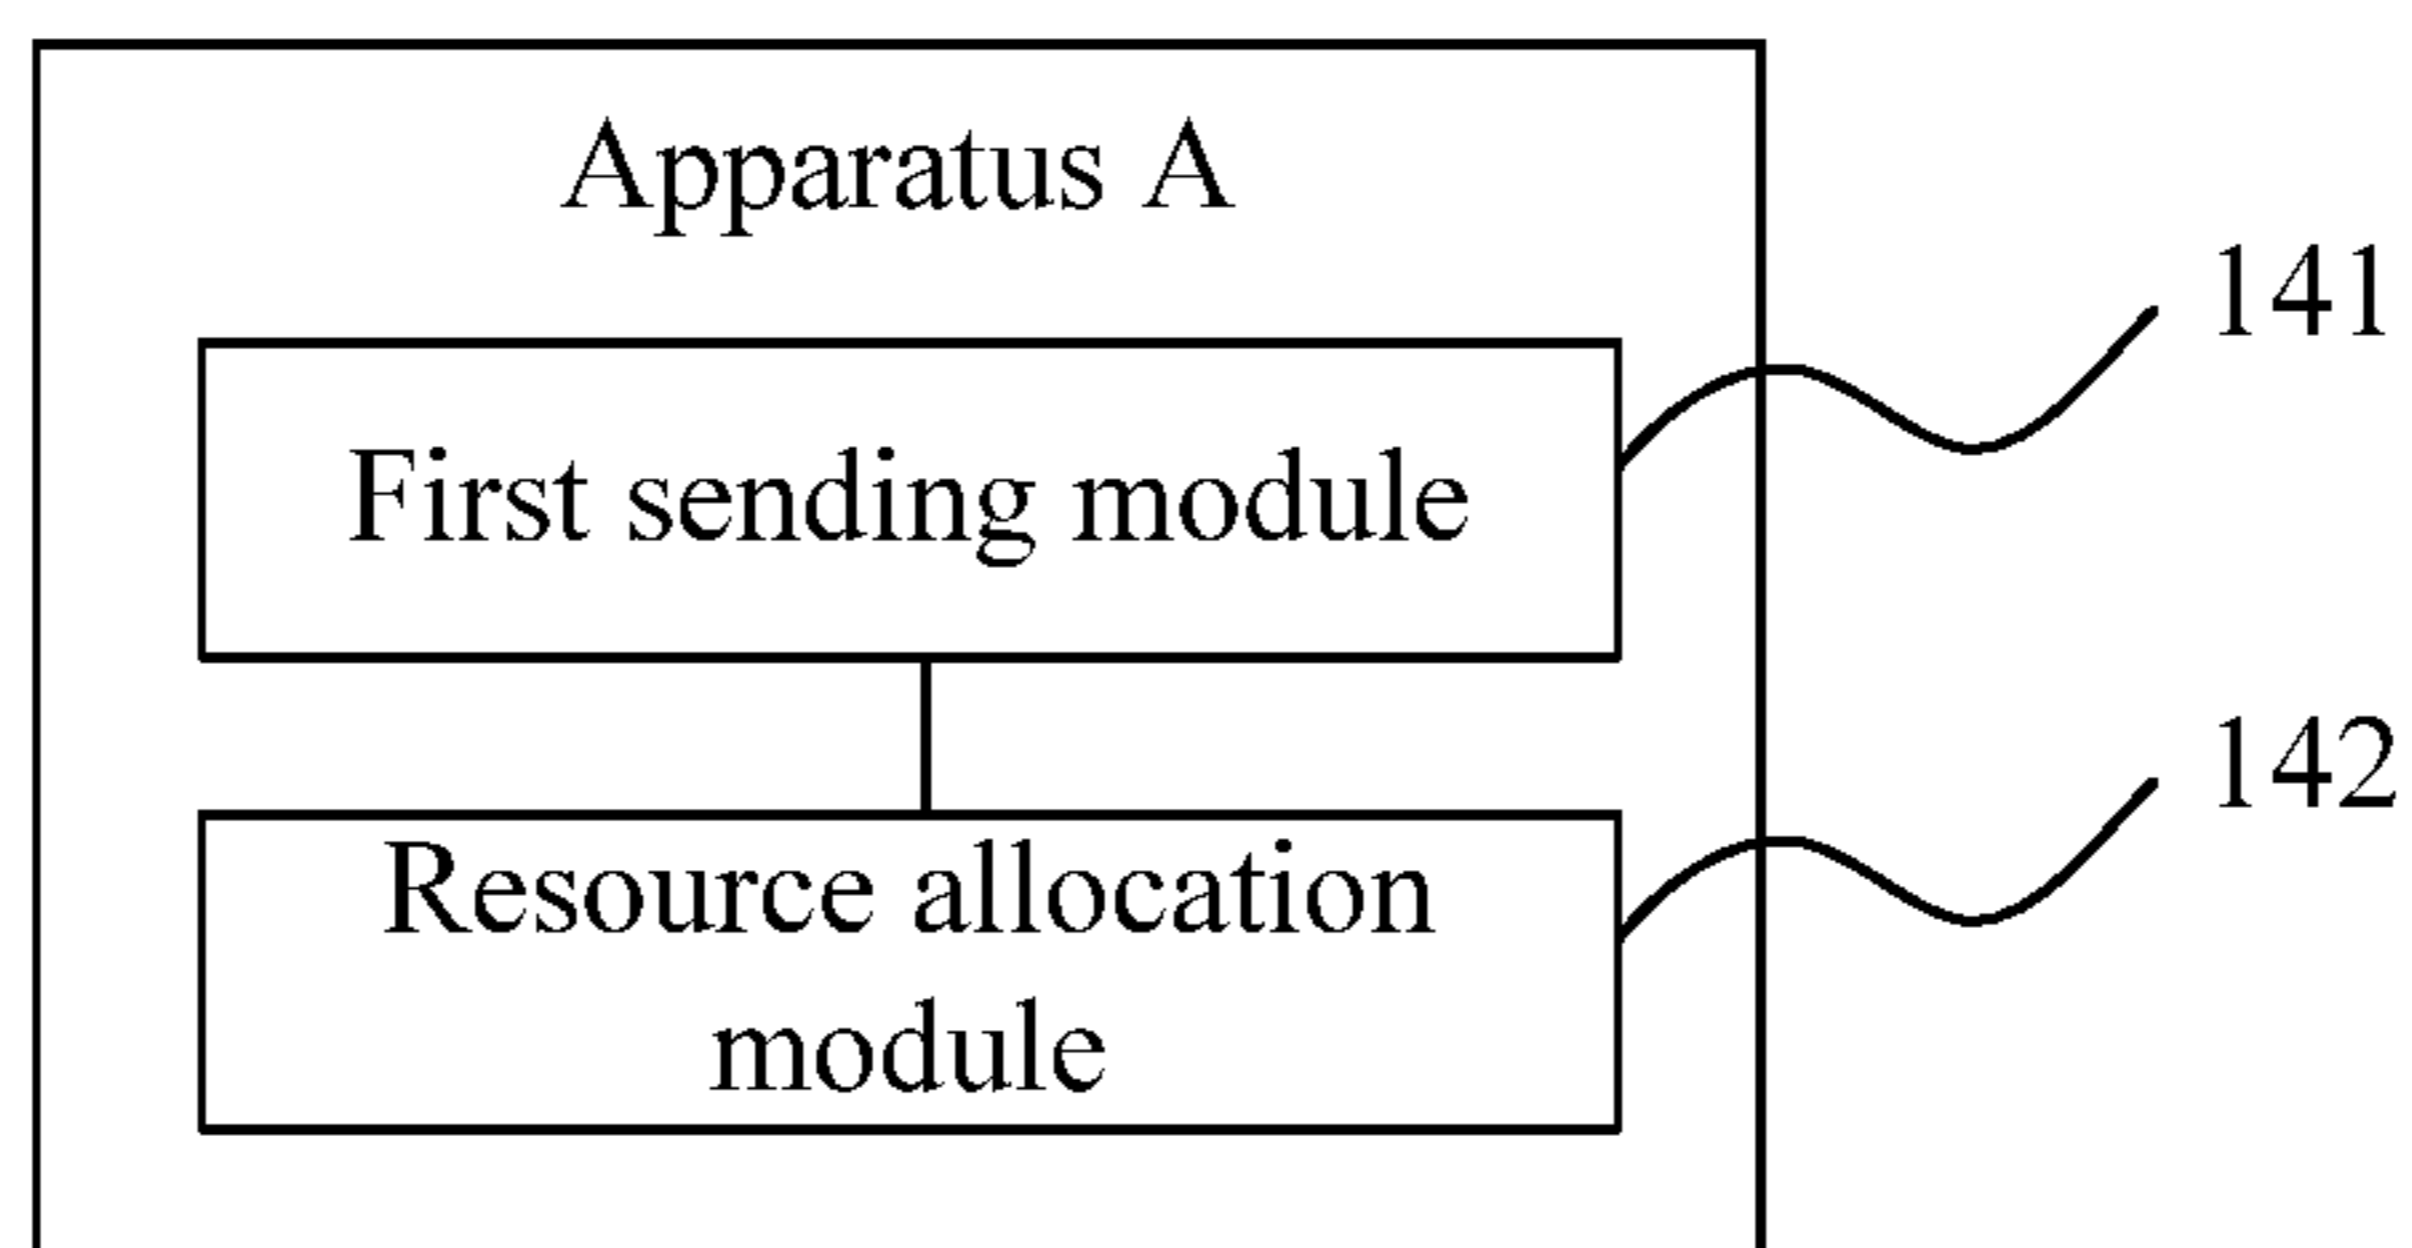 Apparatus A
141
First sending module
142
Resource allocation
module